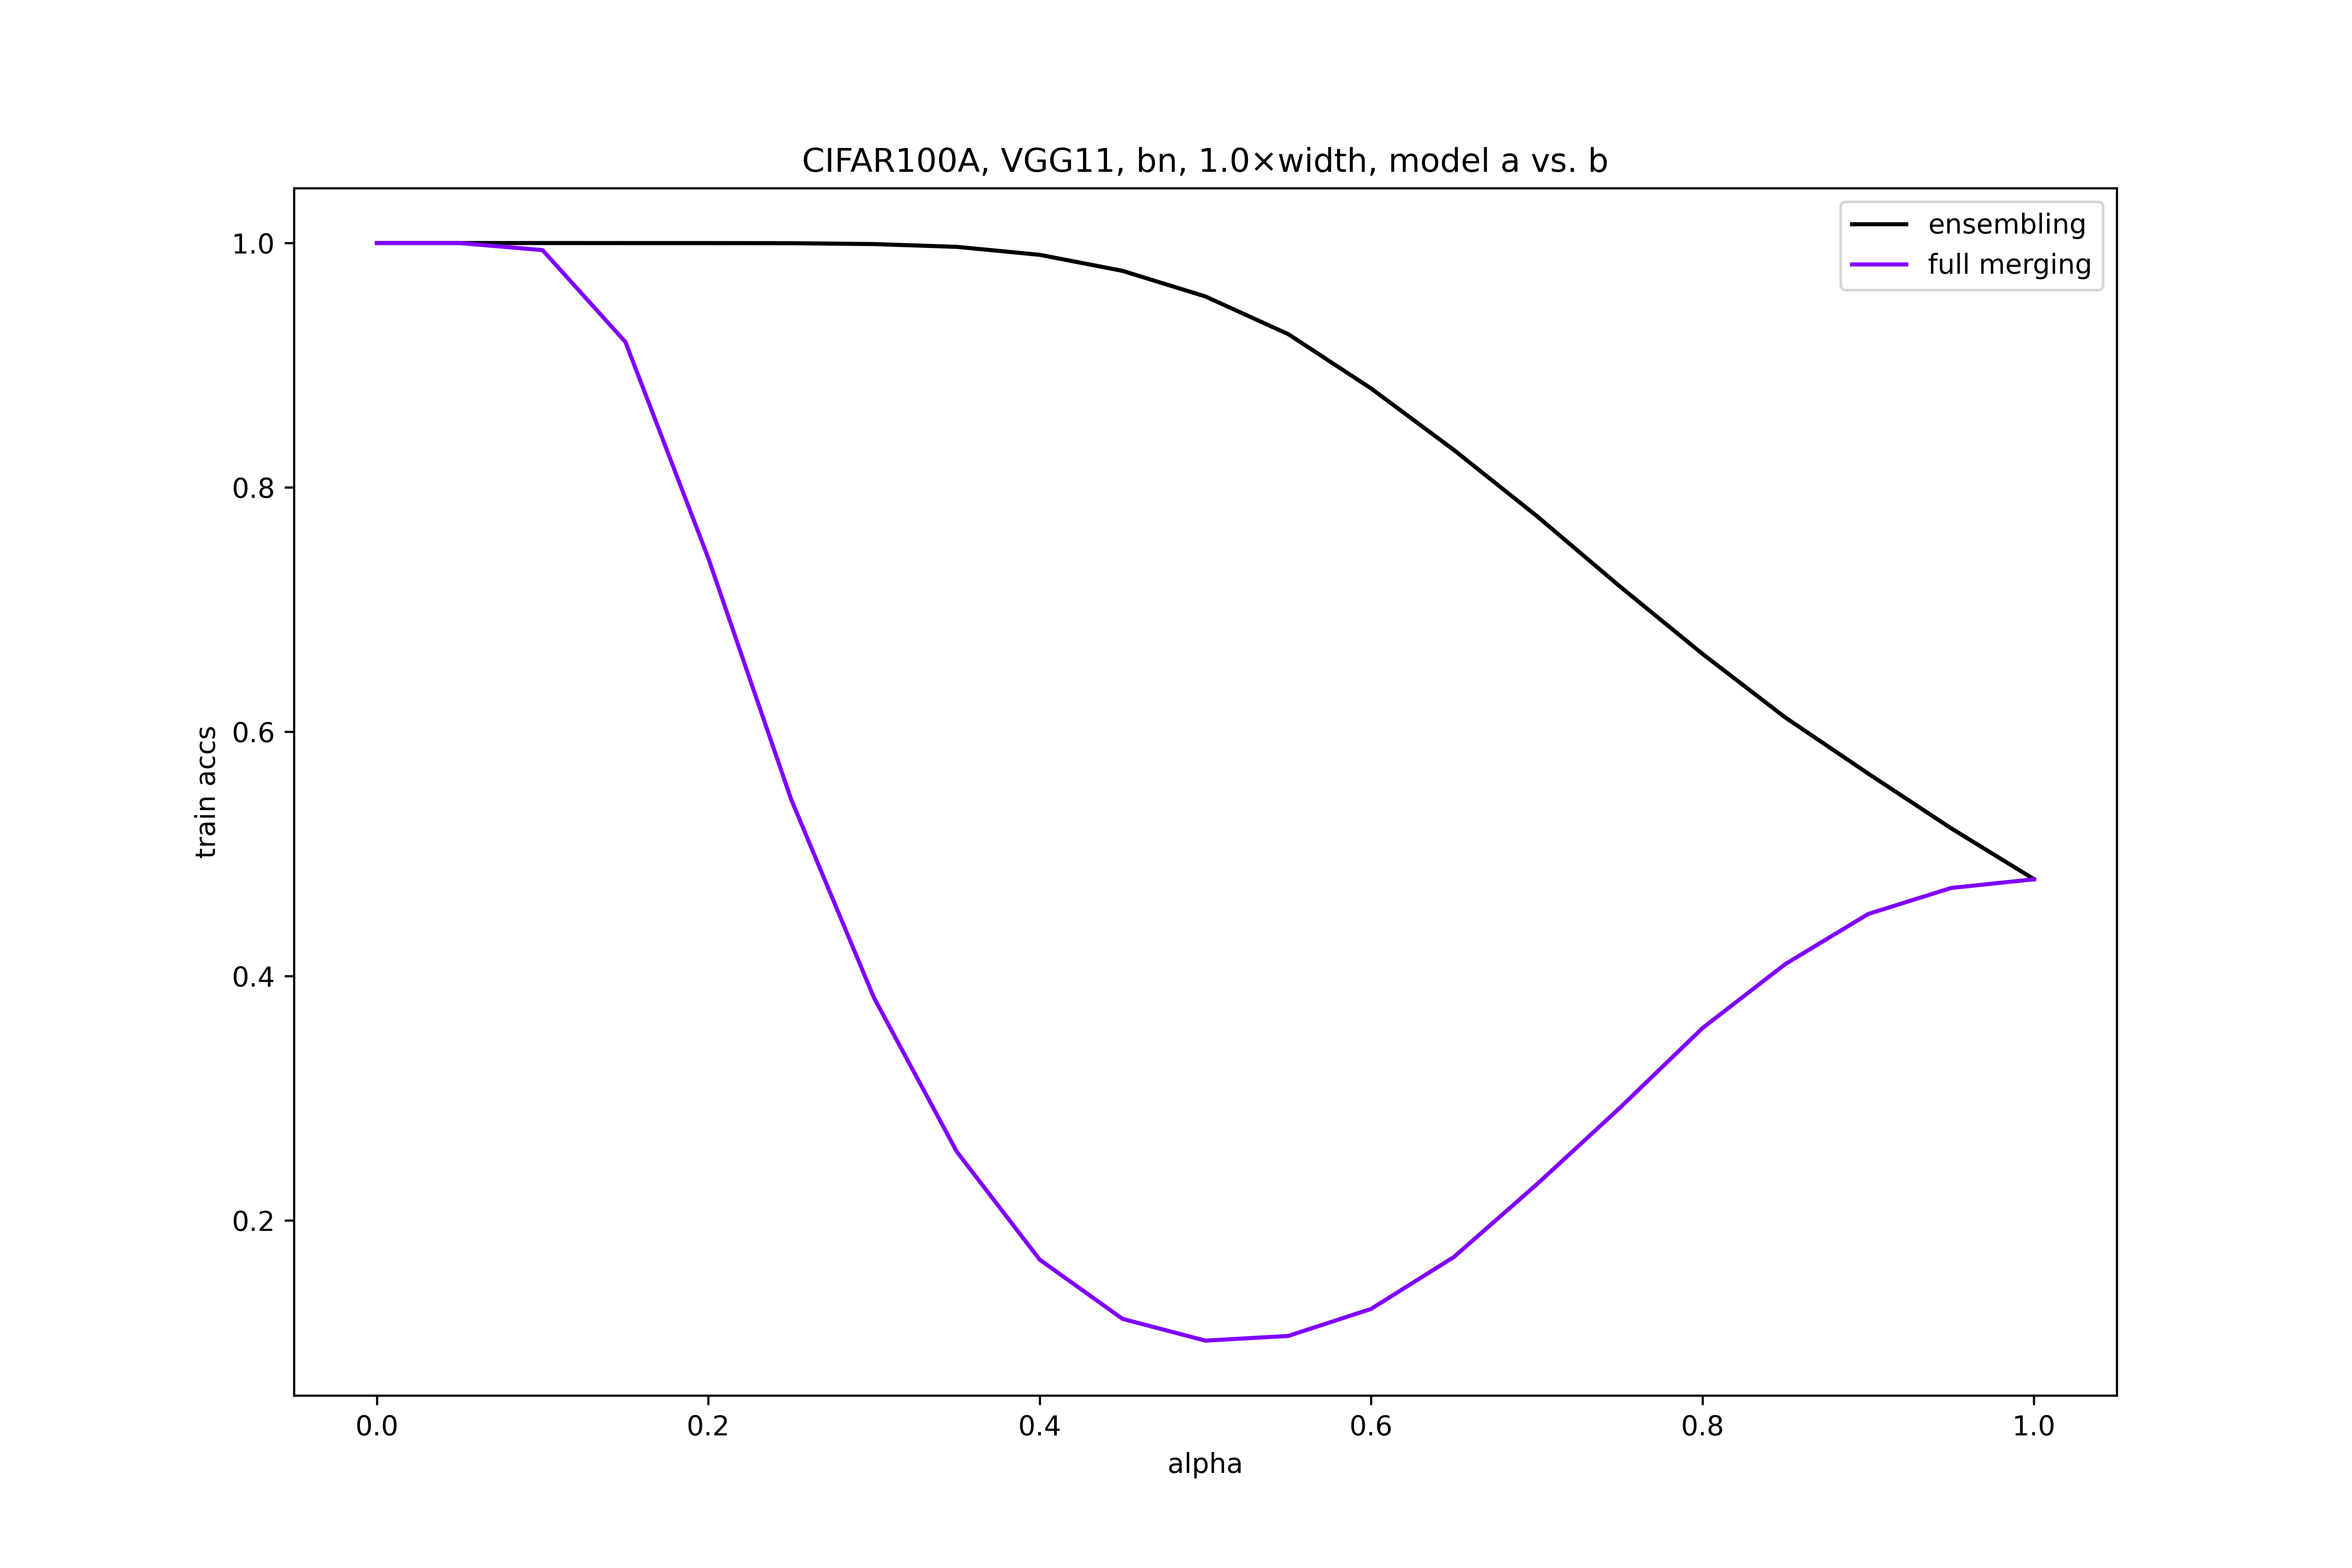 CIFAR100A, VGG11, bn, 1.0×width, model a vs. b
ensembling
full merging
1.0
0.8
0.6
0.4
0.2
train accs
0.0
0.2
0.4
0.6
0.8
1.0
alpha